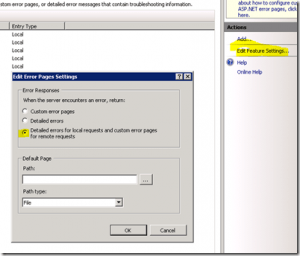 stom error pages, or detailed error messages that contain troubleshooting information.
about how to configure cus
ASP.NET error pages, click
here.
Entry Type
Local
Local
Local
Local
Local
Local
Actions
Add...
Edit Feature Settings...
Help
Online Help
Edit Error Pages Settings
Error Responses
When the server encounters an error, return:
Custom error pages
Detailed errors
Detailed errors for local requests and custom error pages
for remote requests
Default Page
Path:
...
Path type:
File
OK
Cancel